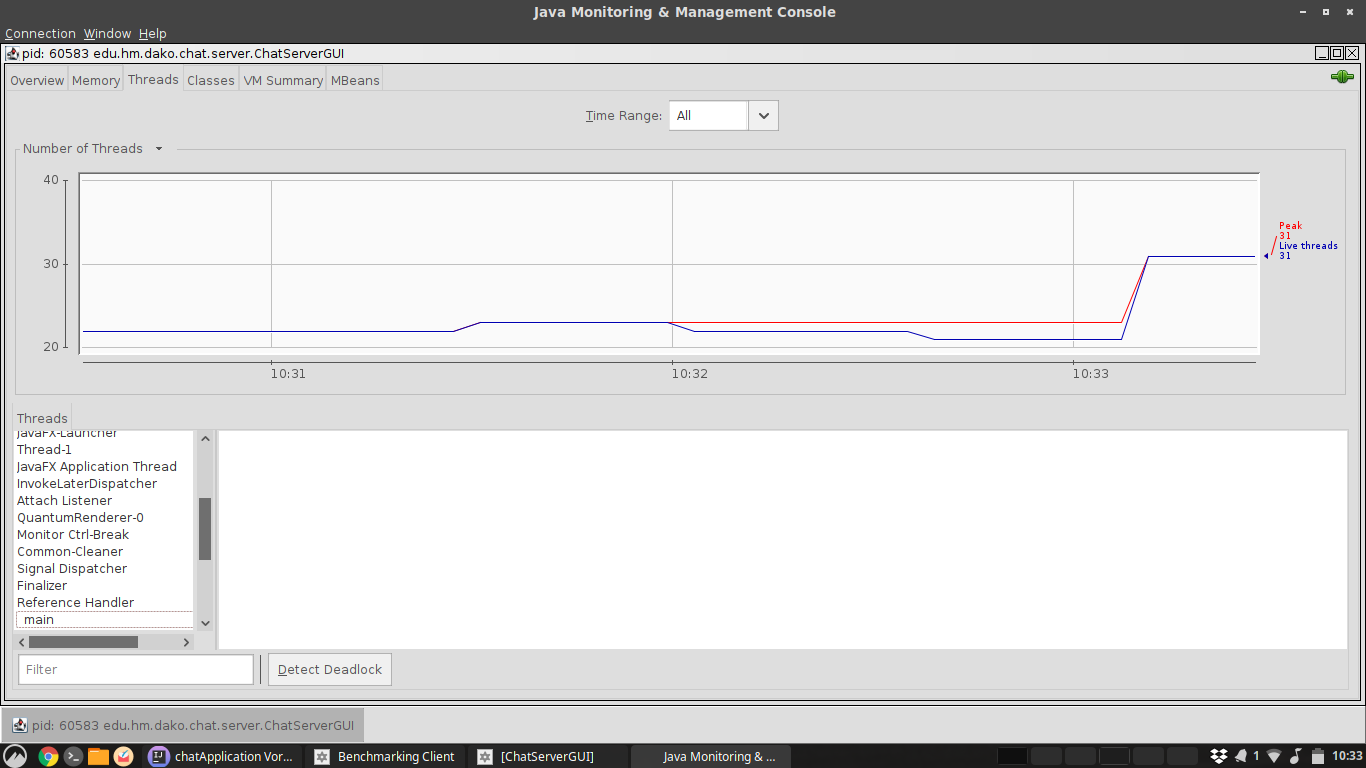 Java Monitoring & Management Console
Connection Window Help
pid: 60583 edu.hm.dako.chat.server.ChatServerGUI
Overview Memory Threads Classes VM Summary MBeans
Time Range: All
Number of Threads
40
30
20
Peak
31
Live threads
31
10:31 10:32 10:33
Threads
JavaFX-Launcher
Thread-1
JavaFX Application Thread
InvokeLaterDispatcher
Attach Listener
QuantumRenderer-0
Monitor Ctrl-Break
Common-Cleaner
Signal Dispatcher
Finalizer
Reference Handler
main
Filter Detect Deadlock
pid: 60583 edu.hm.dako.chat.server.ChatServerGUI
chatApplication Vor... Benchmarking Client [ChatServerGUI] Java Monitoring & ... 1 10:33